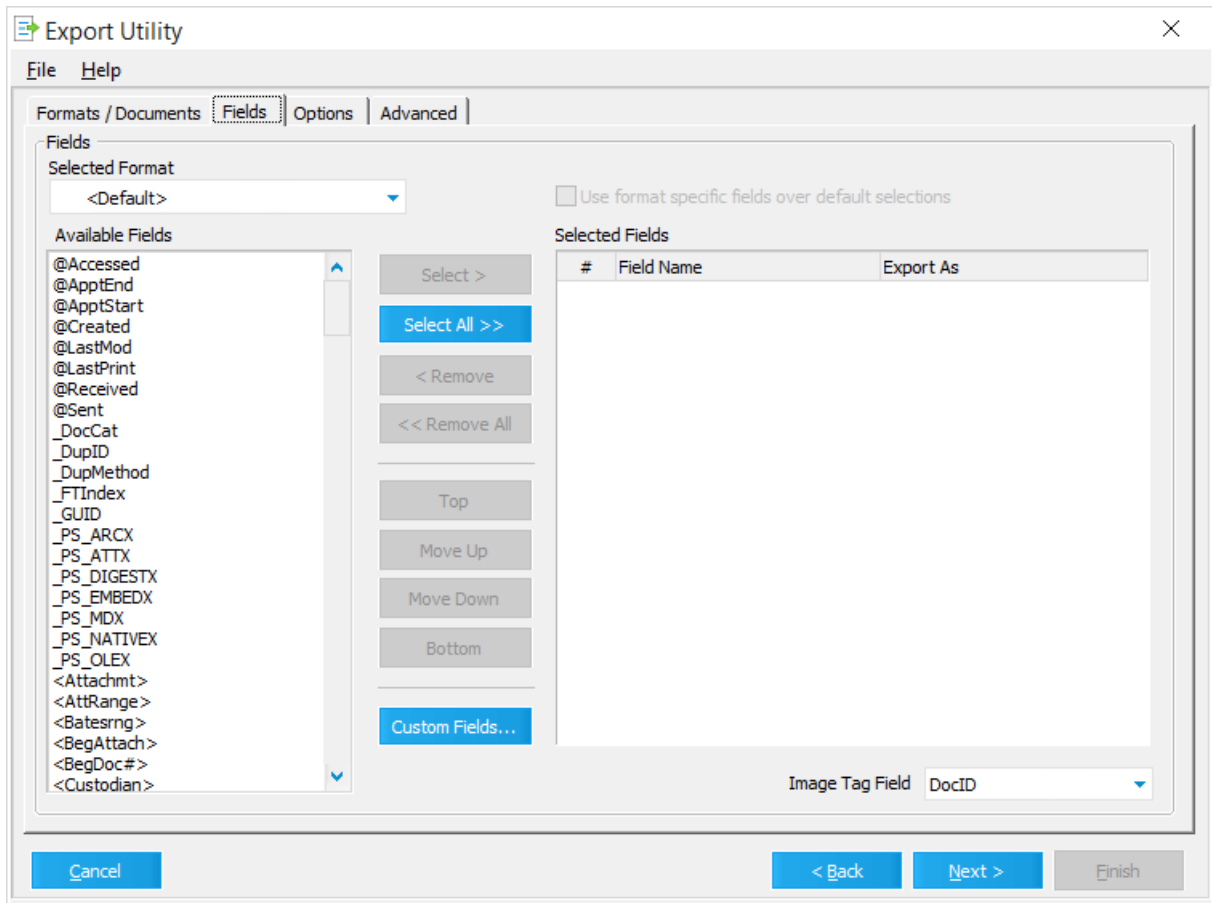 Export Utility
File Help
Formats / Documents Fields Options Advanced
Fields
Selected Format
<Default>
Use format specific fields over default selections
Available Fields
@Accessed
@ApptEnd
@ApptStart
@Created
@LastMod
@LastPrint
@Received
@Sent
_DocCat
_DupID
_DupMethod
_FTIndex
_GUID
_PS_ARCX
_PS_ATTX
_PS_DIGESTX
_PS_EMBEDX
_PS_MDX
_PS_NATIVEX
_PS_OLEX
<Attachmt>
<AttRange>
<Batesrng>
<BegAttach>
<BegDoc#>
<Custodian>
Select >
Select All >>
< Remove
<< Remove All
Top
Move Up
Move Down
Bottom
Custom Fields...
Selected Fields
# Field Name Export As
Image Tag Field DocID
Cancel < Back Next > Finish